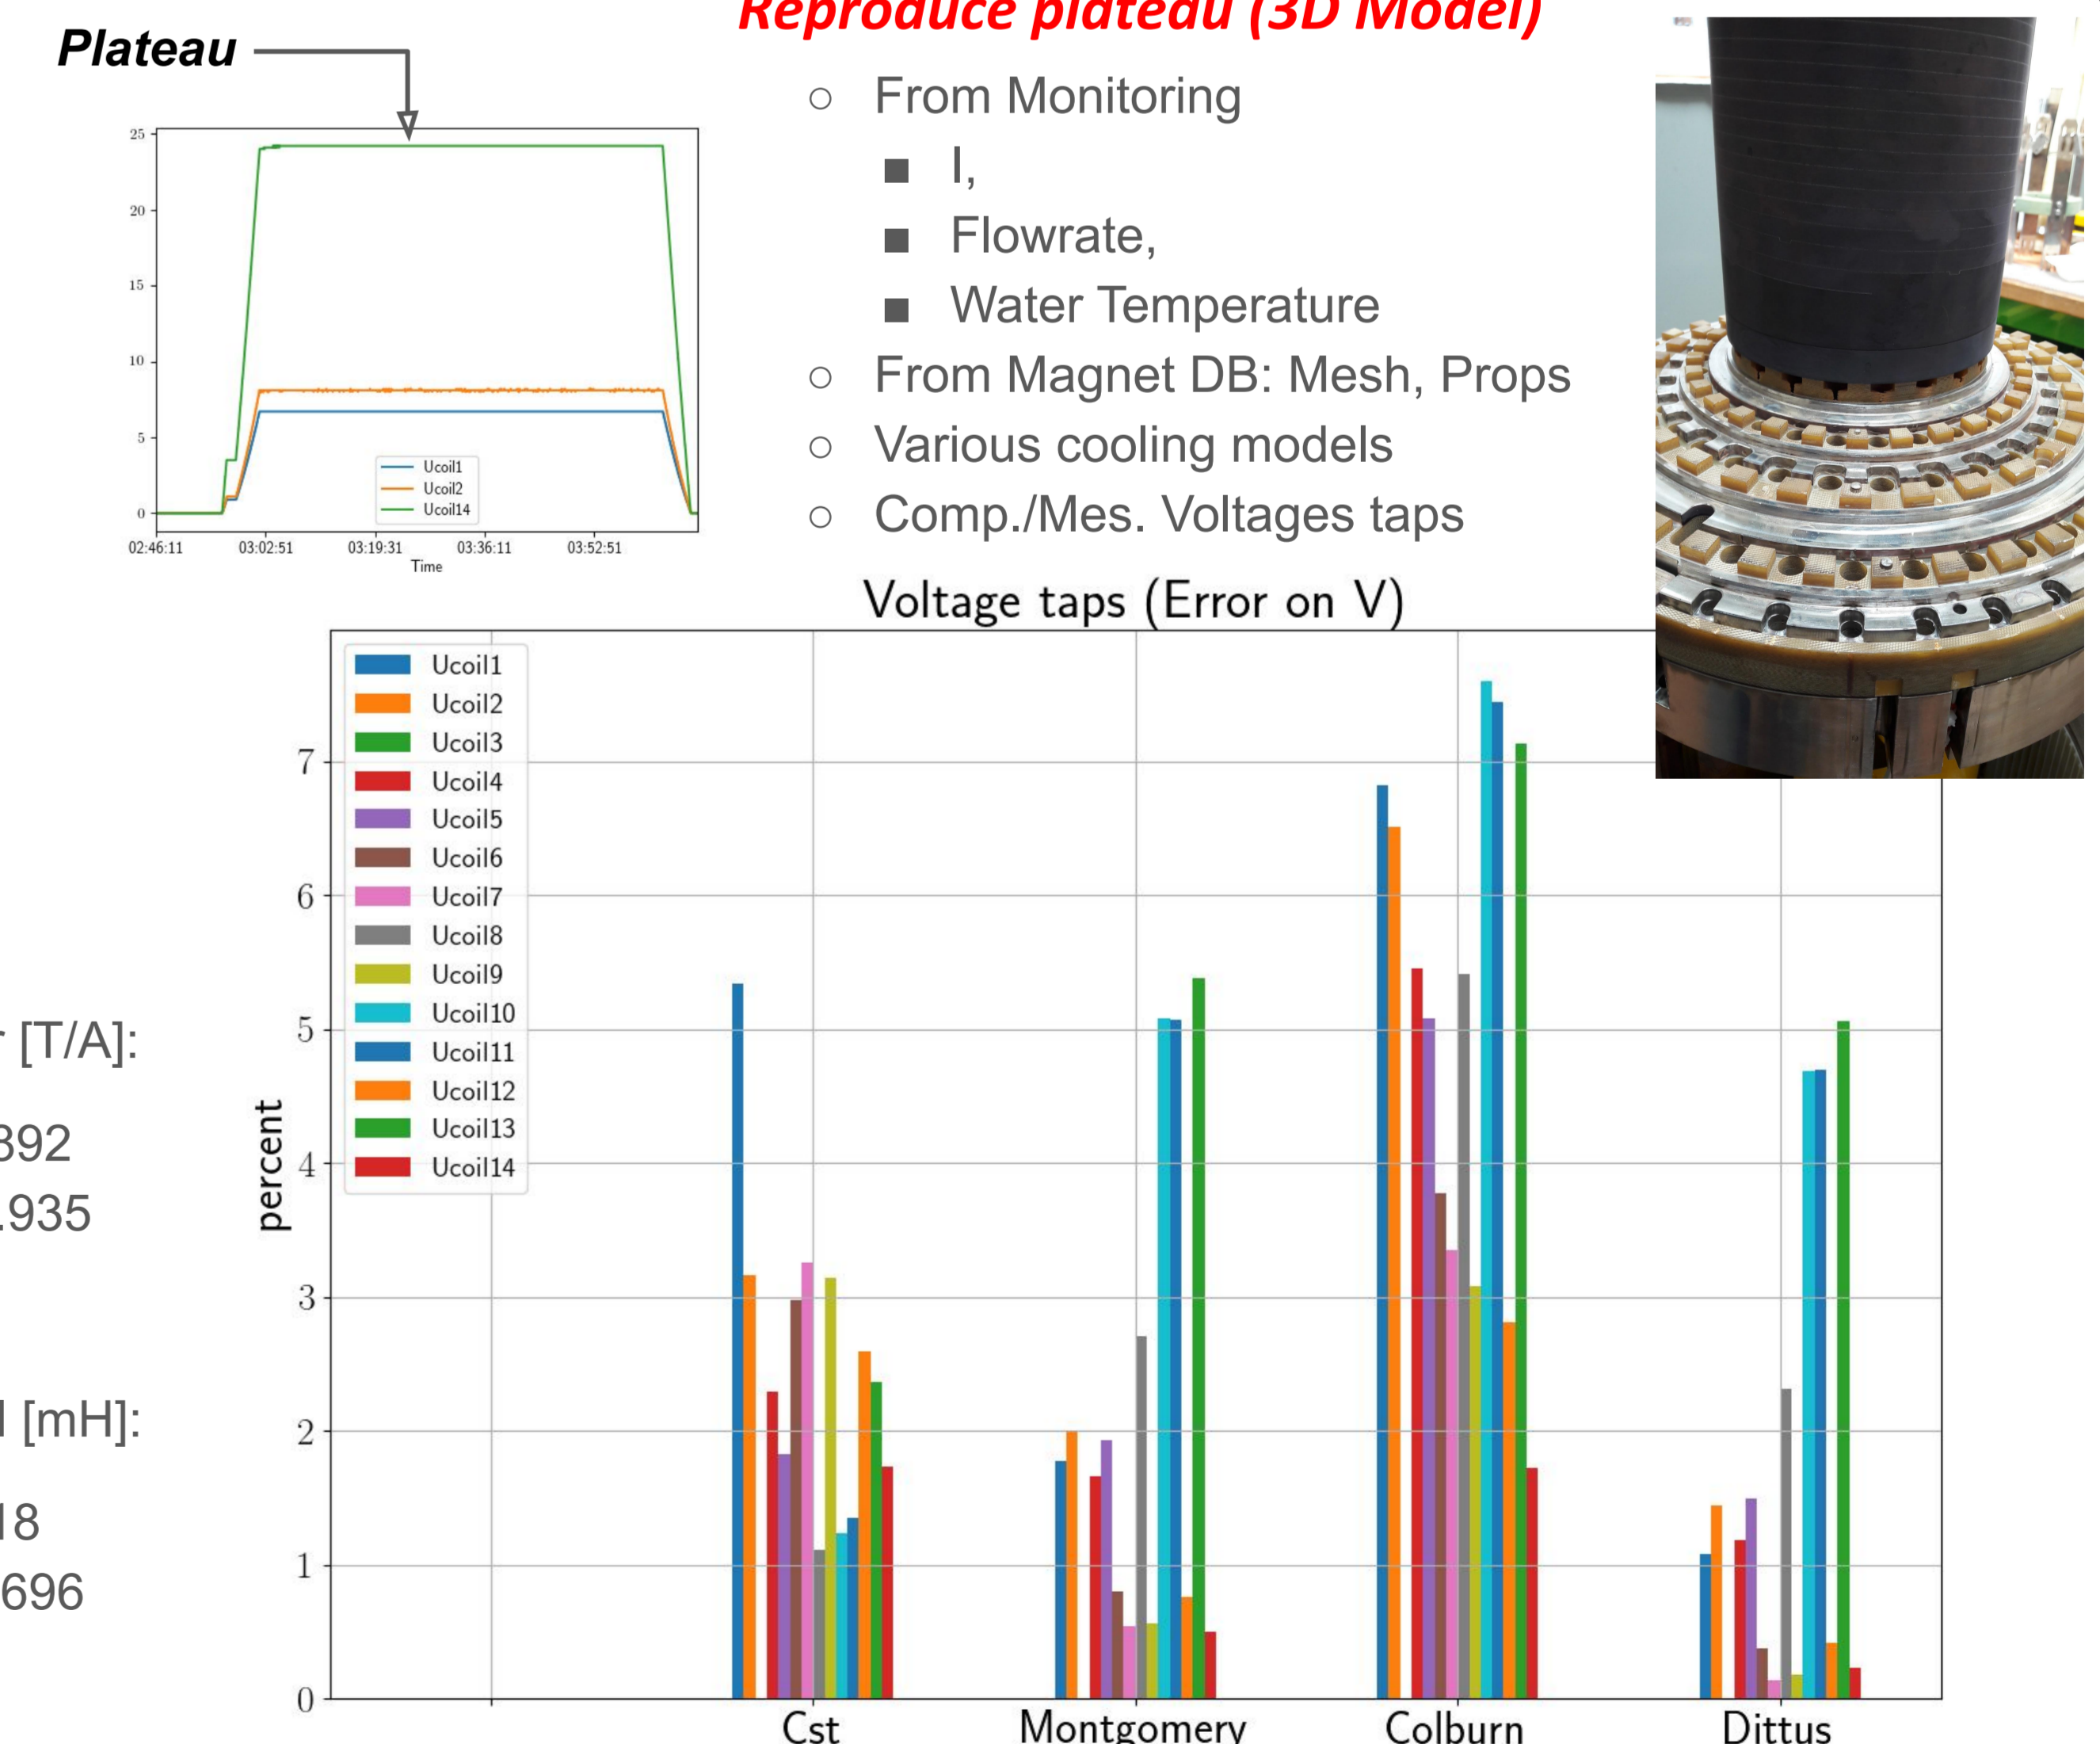 Reproduce plateau (3D Model)
Plateau
25
20
15
10
5
0
Ucoil1
Ucoil2
Ucoil14
02:46:11 03:02:51 03:19:31 03:36:11 03:52:51
Time
○ From Monitoring
■ I,
■ Flowrate,
■ Water Temperature
○ From Magnet DB: Mesh, Props
○ Various cooling models
○ Comp./Mes. Voltages taps
Voltage taps (Error on V)
Ucoil1
Ucoil2
Ucoil3
Ucoil4
Ucoil5
Ucoil6
Ucoil7
Ucoil8
Ucoil9
Ucoil10
Ucoil11
Ucoil12
Ucoil13
Ucoil14
7
6
5
4
3
2
1
0
percent
Cst Montgomery Colburn Dittus
[T/A]:
392
.935
[mH]:
18
696